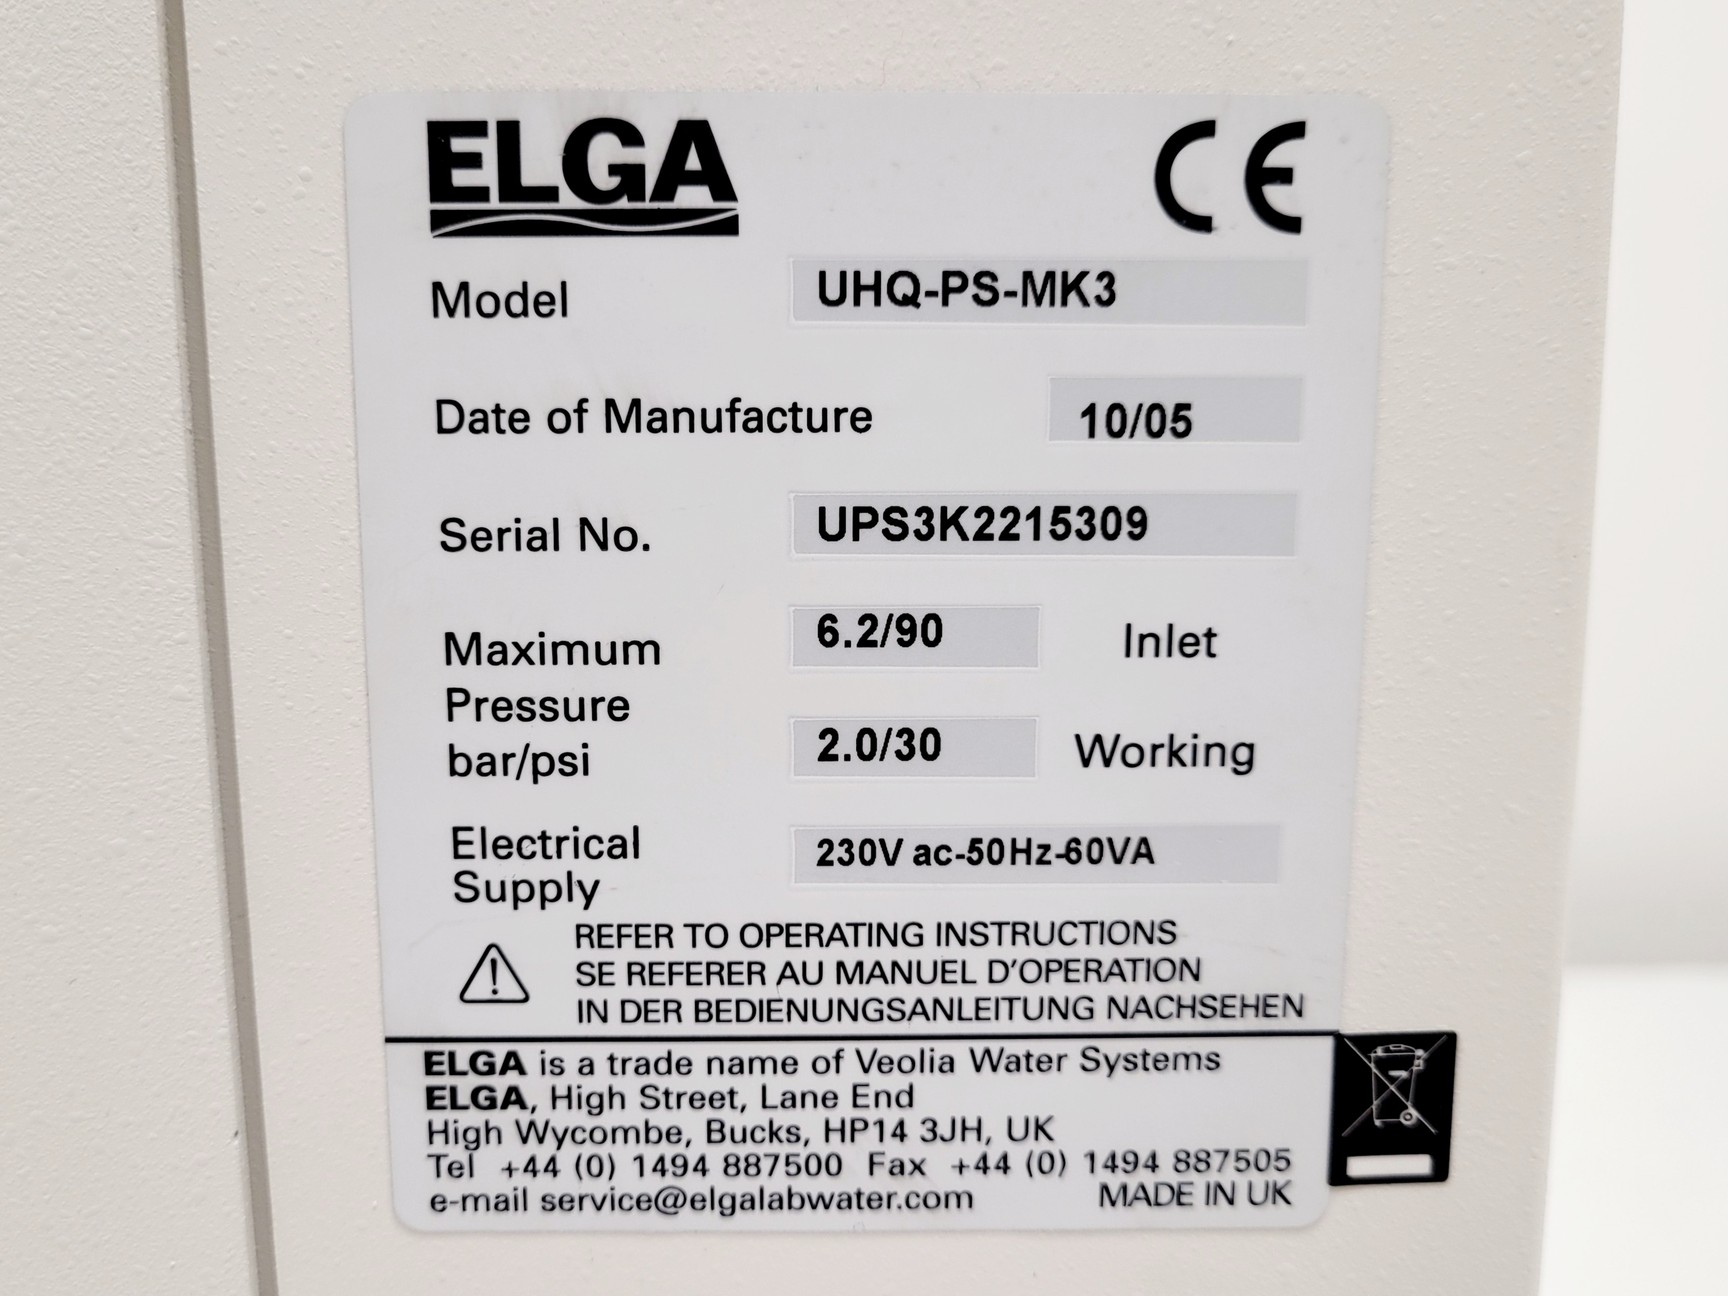 ELGA CE
Model UHQ-PS-MK3
Date of Manufacture 10/05
Serial No. UPS3K2215309
Maximum 6.2/90 Inlet
Pressure
bar/psi 2.0/30 Working
Electrical 230V ac-50Hz-60VA
Supply
REFER TO OPERATING INSTRUCTIONS
SE REFERER AU MANUEL D'OPERATION
IN DER BEDIENUNGSANLEITUNG NACHSEHEN
ELGA is a trade name of Veolia Water Systems
ELGA, High Street, Lane End
High Wycombe, Bucks, HP14 3JH, UK
Tel +44 (0) 1494 887500 Fax +44 (0) 1494 887505
e-mail service@elgalabwater.com MADE IN UK